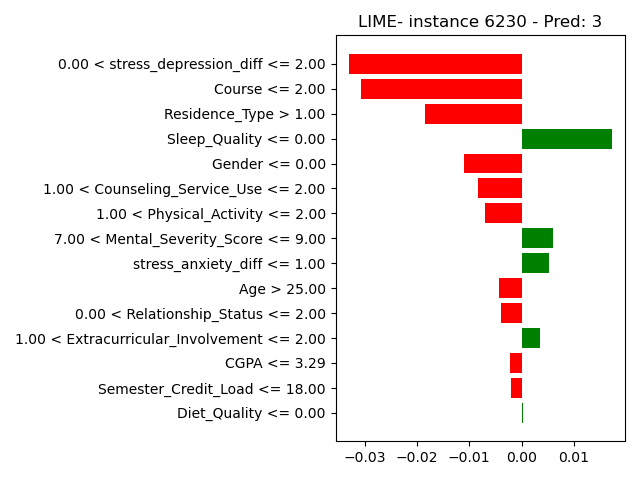 LIME- instance 6230 - Pred: 3
0.00 < stress_depression_diff <= 2.00
Course <= 2.00
Residence_Type > 1.00
Sleep_Quality <= 0.00
Gender <= 0.00
1.00 < Counseling_Service_Use <= 2.00
1.00 < Physical_Activity <= 2.00
7.00 < Mental_Severity_Score <= 9.00
stress_anxiety_diff <= 1.00
Age > 25.00
0.00 < Relationship_Status <= 2.00
1.00 < Extracurricular_Involvement <= 2.00
CGPA <= 3.29
Semester_Credit_Load <= 18.00
Diet_Quality <= 0.00
−0.03 −0.02 −0.01 0.00 0.01